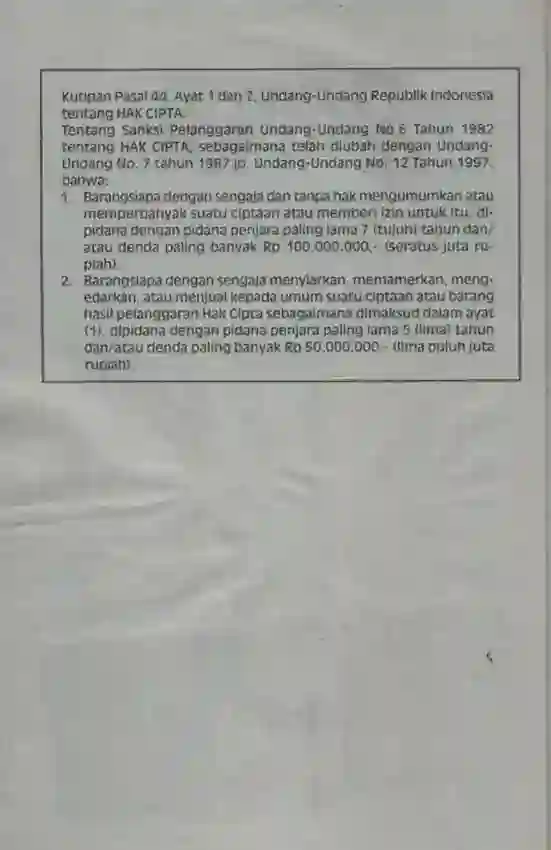 Kutipan Pasal 44, Ayat 1 dan 2, Undang-Undang Republik Indonesia
tentang HAK CIPTA.
Tentang Sanksi Pelanggaran Undang-Undang No.6 Tahun 1982
tentang HAK CIPTA, sebagaimana telah diubah dengan Undang-
Undang No. 7 tahun 1987 jo. Undang-Undang No. 12 Tahun 1997,
bahwa:
1. Barangsiapa dengan sengaja dan tanpa hak mengumumkan atau
memperbanyak suatu ciptaan atau memberi izin untuk itu, di-
pidana dengan pidana penjara paling lama 7 (tujuh) tahun dan/
atau denda paling banyak Rp 100.000.000,- (seratus juta ru-
piah).
2. Barangsiapa dengan sengaja menyiarkan, memamerkan, meng-
edarkan, atau menjual kepada umum suatu ciptaan atau barang
hasil pelanggaran Hak Cipta sebagaimana dimaksud dalam ayat
(1), dipidana dengan pidana penjara paling lama 5 (lima) tahun
dan/atau denda paling banyak Rp 50.000.000,- (lima puluh juta
rupiah).